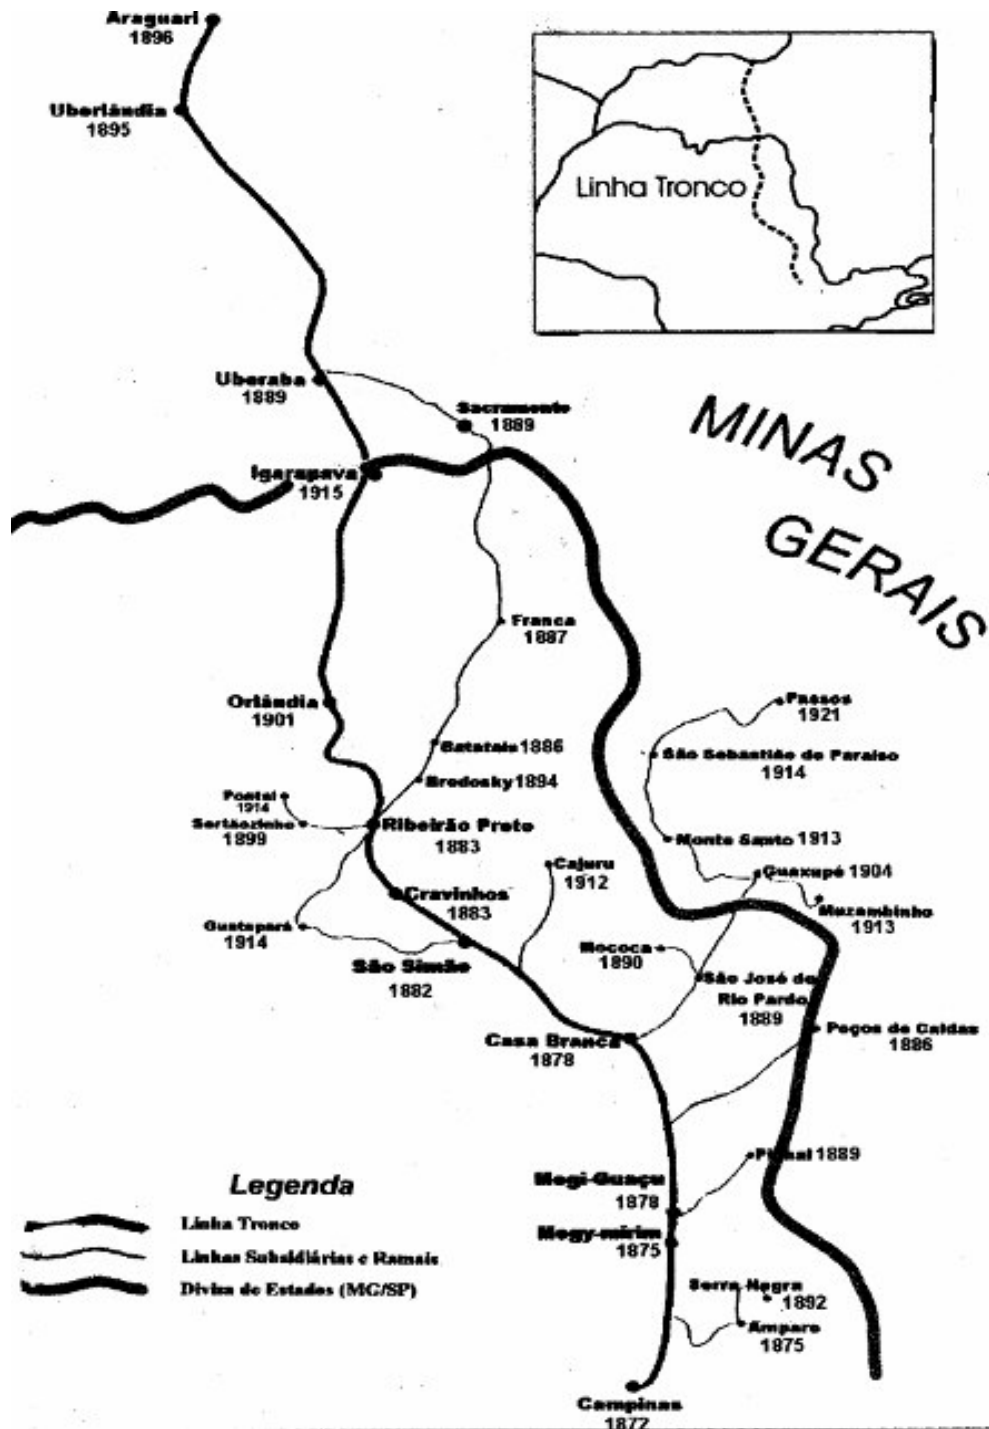 Araguari
1896
Uberlândia
1895
Linha Tronco
Uberaba
1889
Sacramento
1889
MINAS
GERAIS
Igarapava
1915
Franca
1887
Orlândia
1901
Passos
1921
Batatais 1886
São Sebastião do Paraiso
1914
Brodosky 1894
Pontal
1914
Sertãozinho
1899
Ribeirão Preto
1883
Monte Santo 1913
Cajuru
1912
Guaxupé 1904
Cravinhos
1883
Muzambinho
1913
Guatapará
1914
São Simão
1882
Mococa
1890
São José do
Rio Pardo
1889
Casa Branca
1878
Poços de Caldas
1886
Pinhal 1889
Legenda
Mogi-Guaçu
1878
Linha Tronco
Mogy-mirim
1875
Linhas Subsidiárias e Ramais
Divisa de Estados (MG/SP)
Serra Negra
1892
Amparo
1875
Campinas
1872